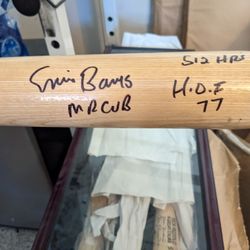 Ernie Banks
MR CUB
512 HRS
H.O.F
77